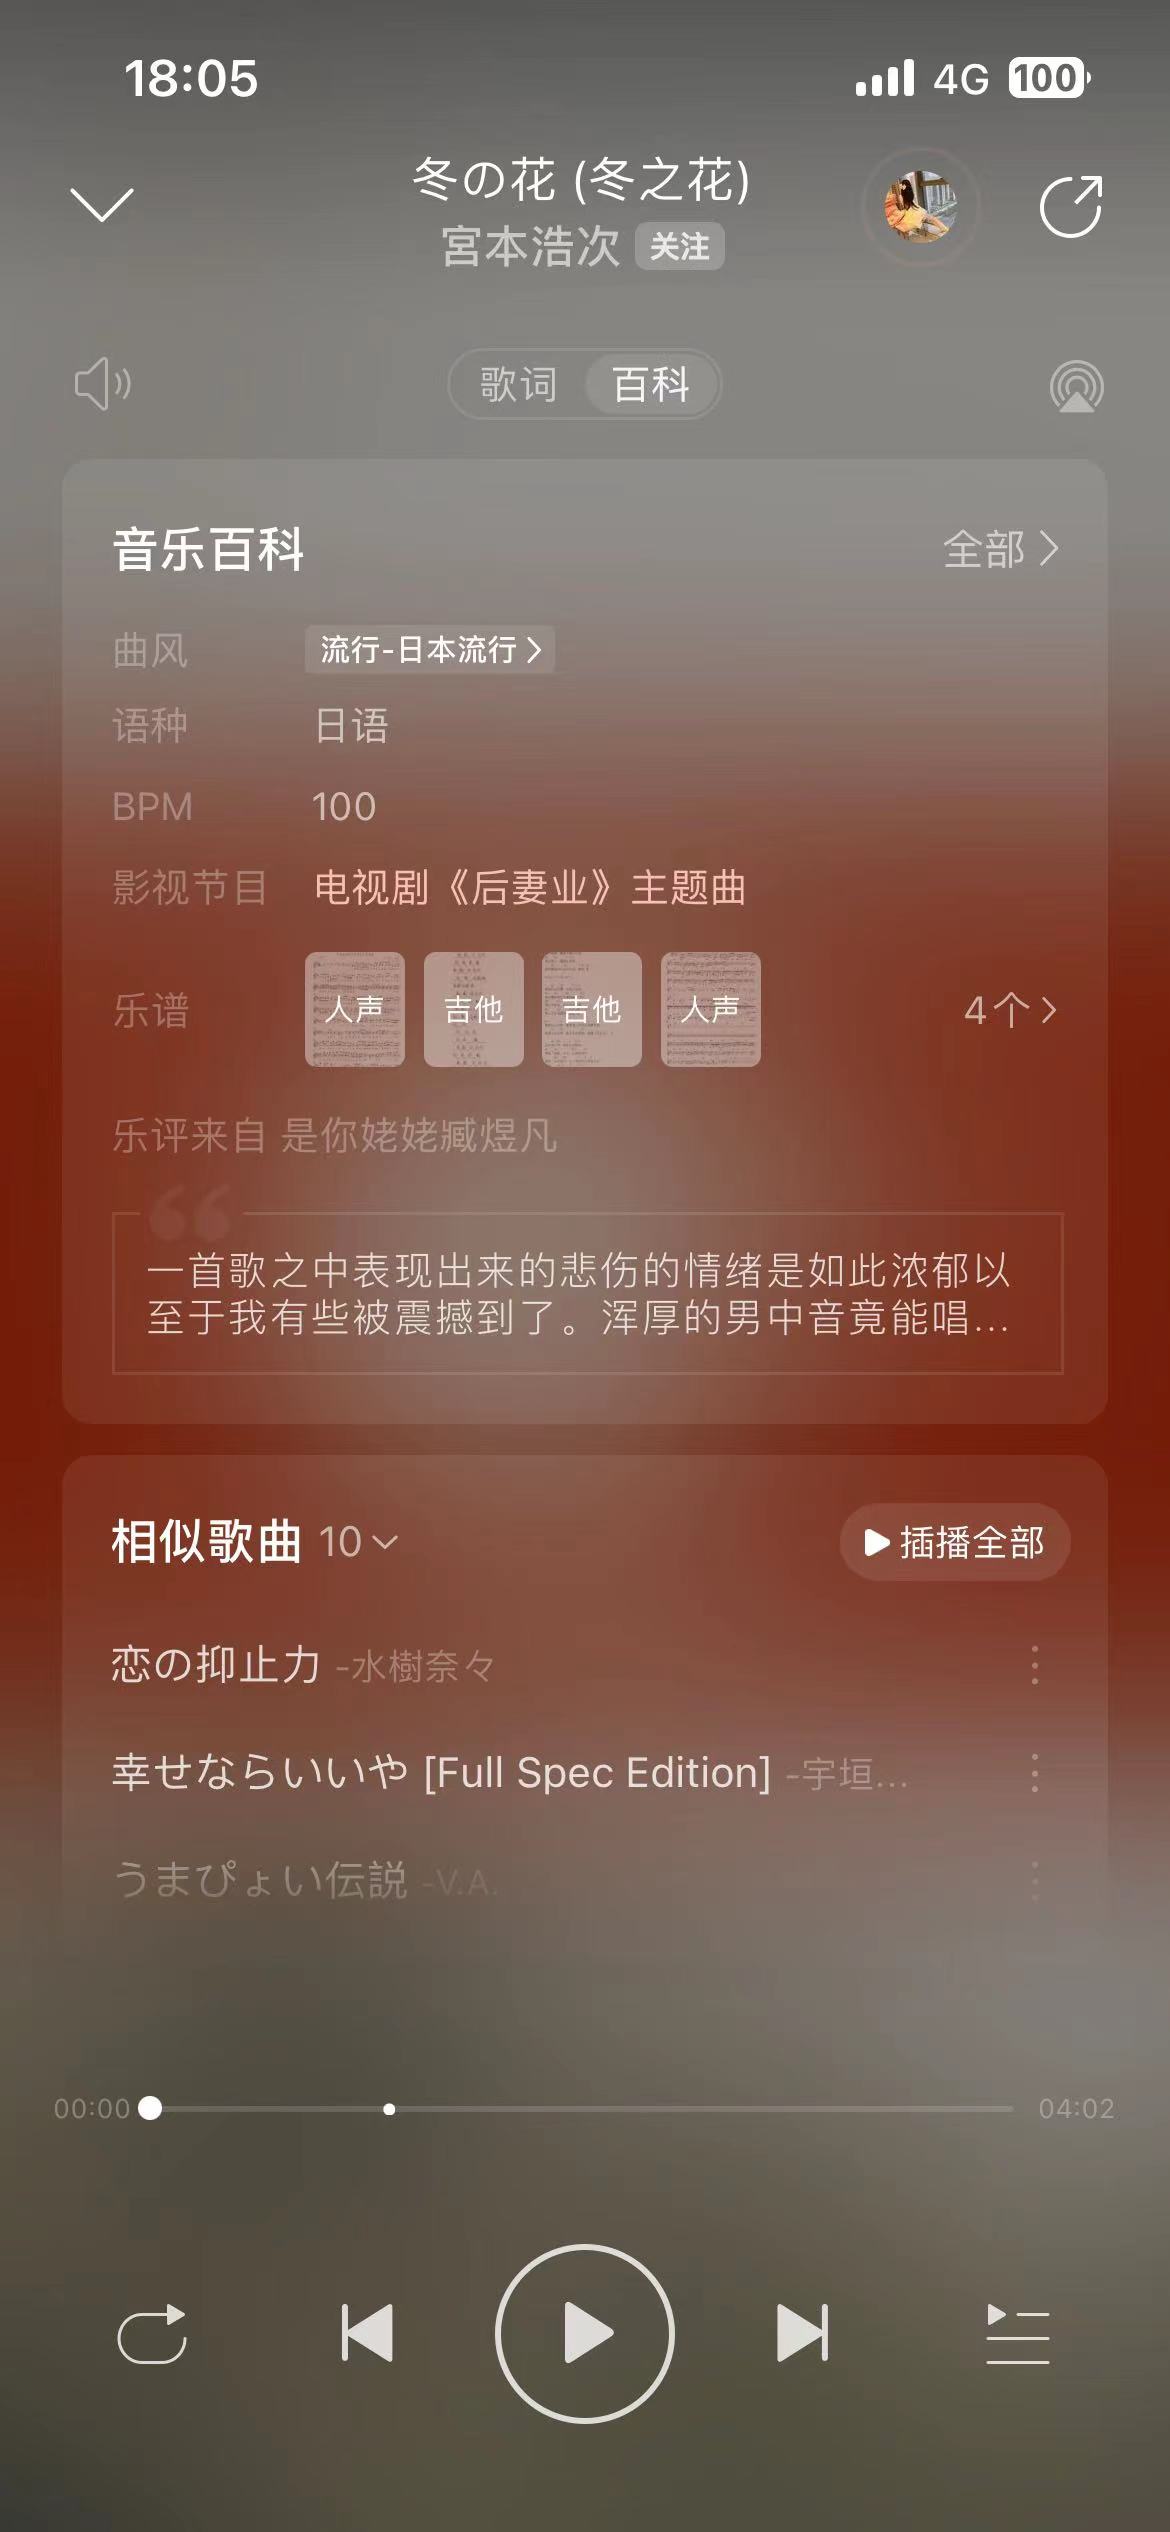 18:05 4G 100
冬の花 (冬之花)
宮本浩次 关注
歌词 百科
音乐百科 全部
曲风 流行-日本流行
语种 日语
BPM 100
影视节目 电视剧《后妻业》主题曲
乐谱 人声 吉他 吉他 人声 4个
乐评来自 是你姥姥臧煜凡
一首歌之中表现出来的悲伤的情绪是如此浓郁以
至于我有些被震撼到了。浑厚的男中音竟能唱...
相似歌曲 10 插播全部
恋の抑止力 -水樹奈々
幸せならいいや [Full Spec Edition] -宇垣...
うまぴょい伝説 -V.A.
00:00 04:02